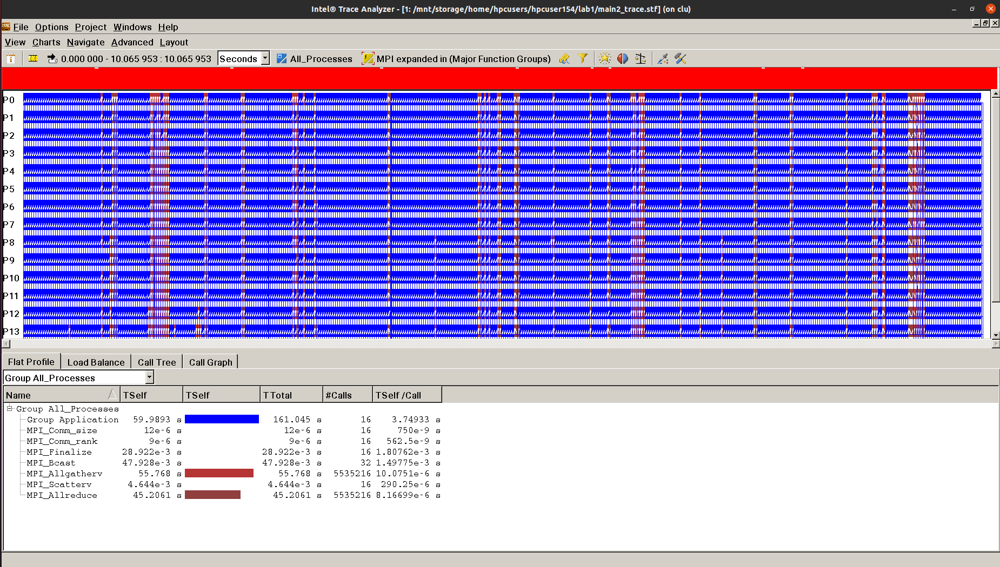 Intel® Trace Analyzer - [1: /mnt/storage/home/hpcusers/hpcuser154/lab1/main2_trace.stf] (on clu)
File Options Project Windows Help
View Charts Navigate Advanced Layout
0.000 000 - 10.065 953 : 10.065 953 Seconds All_Processes MPI expanded in (Major Function Groups)
P0
P1
P2
P3
P4
P5
P6
P7
P8
P9
P10
P11
P12
P13
Flat Profile Load Balance Call Tree Call Graph
Group All_Processes
Name TSelf TSelf TTotal #Calls TSelf /Call
Group All_Processes
Group Application 59.9893 s 161.045 s 16 3.74933 s
MPI_Comm_size 12e-6 s 12e-6 s 16 750e-9 s
MPI_Comm_rank 9e-6 s 9e-6 s 16 562.5e-9 s
MPI_Finalize 28.922e-3 s 28.922e-3 s 16 1.80762e-3 s
MPI_Bcast 47.928e-3 s 47.928e-3 s 32 1.49775e-3 s
MPI_Allgatherv 55.768 s 55.768 s 5535216 10.0751e-6 s
MPI_Scatterv 4.644e-3 s 4.644e-3 s 16 290.25e-6 s
MPI_Allreduce 45.2061 s 45.2061 s 5535216 8.16699e-6 s